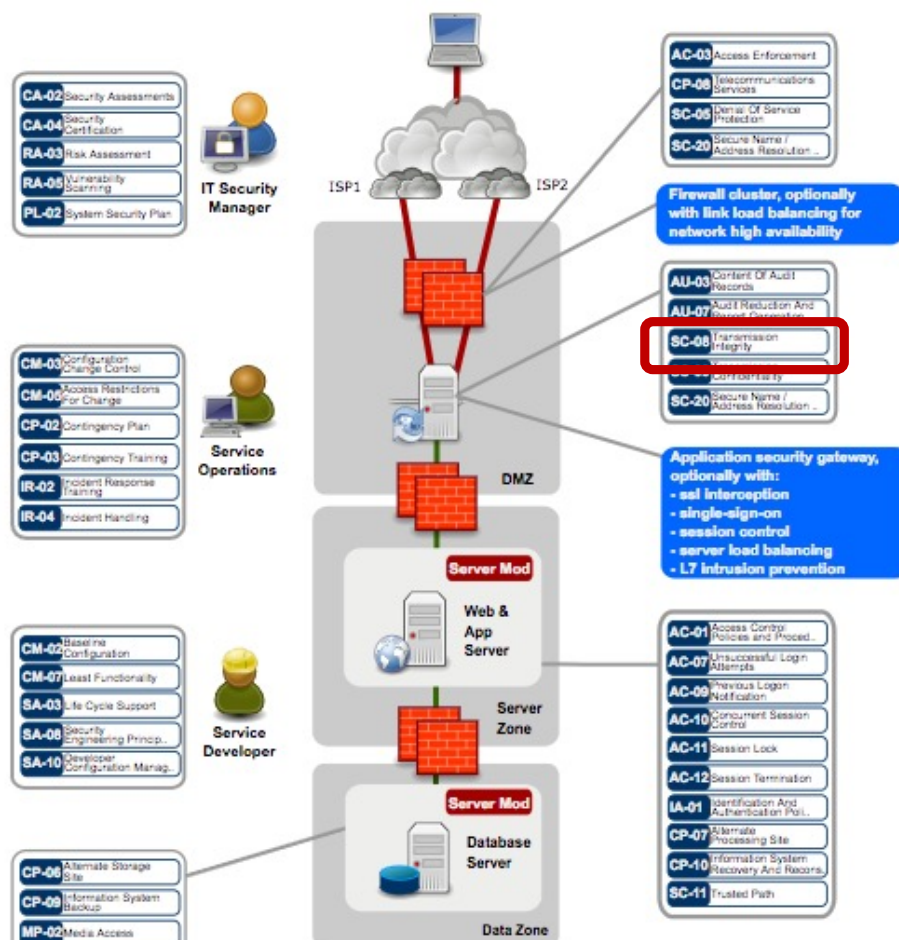 AC-03 Access Enforcement
CP-08 Telecommunications
Services
SC-05 Denial Of Service
Protection
SC-20 Secure Name /
Address Resolution ..
CA-02 Security Assessments
CA-04 Security
Certification
RA-03 Risk Assessment
RA-05 Vulnerability
Scanning
PL-02 System Security Plan
IT Security
Manager
ISP1
ISP2
Firewall cluster, optionally
with link load balancing for
network high availability
AU-03 Content Of Audit
Records
AU-07 Audit Reduction And
Report Generation
SC-08 Transmission
Integrity
Confidentiality
SC-20 Secure Name /
Address Resolution ..
CM-03 Configuration
Change Control
CM-05 Access Restrictions
For Change
CP-02 Contingency Plan
CP-03 Contingency Training
IR-02 Incident Response
Training
IR-04 Incident Handling
Service
Operations
DMZ
Application security gateway,
optionally with:
- ssl interception
- single-sign-on
- session control
- server load balancing
- L7 intrusion prevention
Server Mod
Web &
App
Server
Server
Zone
CM-02 Baseline
Configuration
CM-07 Least Functionality
SA-03 Life Cycle Support
SA-08 Security
Engineering Princip..
SA-10 Developer
Configuration Manag..
Service
Developer
AC-01 Access Control
Policies and Proced..
AC-07 Unsuccessful Login
Attempts
AC-09 Previous Logon
Notification
AC-10 Concurrent Session
Control
AC-11 Session Lock
AC-12 Session Termination
IA-01 Identification And
Authentication Poli..
CP-07 Alternate
Processing Site
CP-10 Information System
Recovery And Recons..
SC-11 Trusted Path
Server Mod
Database
Server
Data Zone
CP-06 Alternate Storage
Site
CP-09 Information System
Backup
MP-02 Media Access